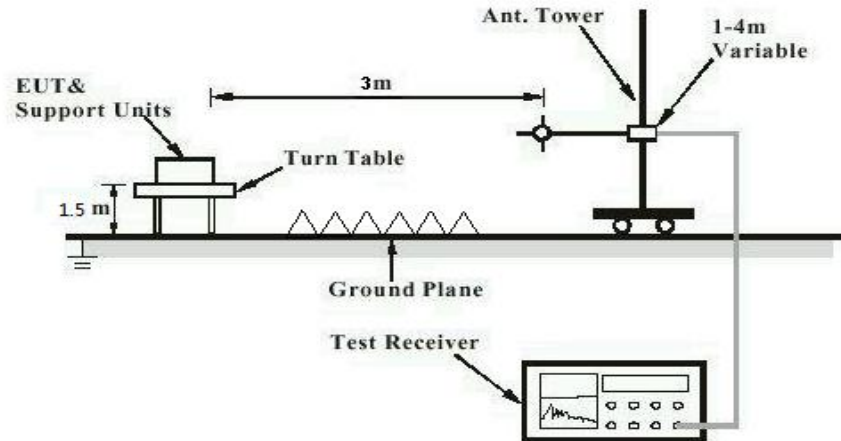 Ant. Tower
1-4m
Variable
3m
EUT&
Support Units
Turn Table
1.5 m
Ground Plane
Test Receiver